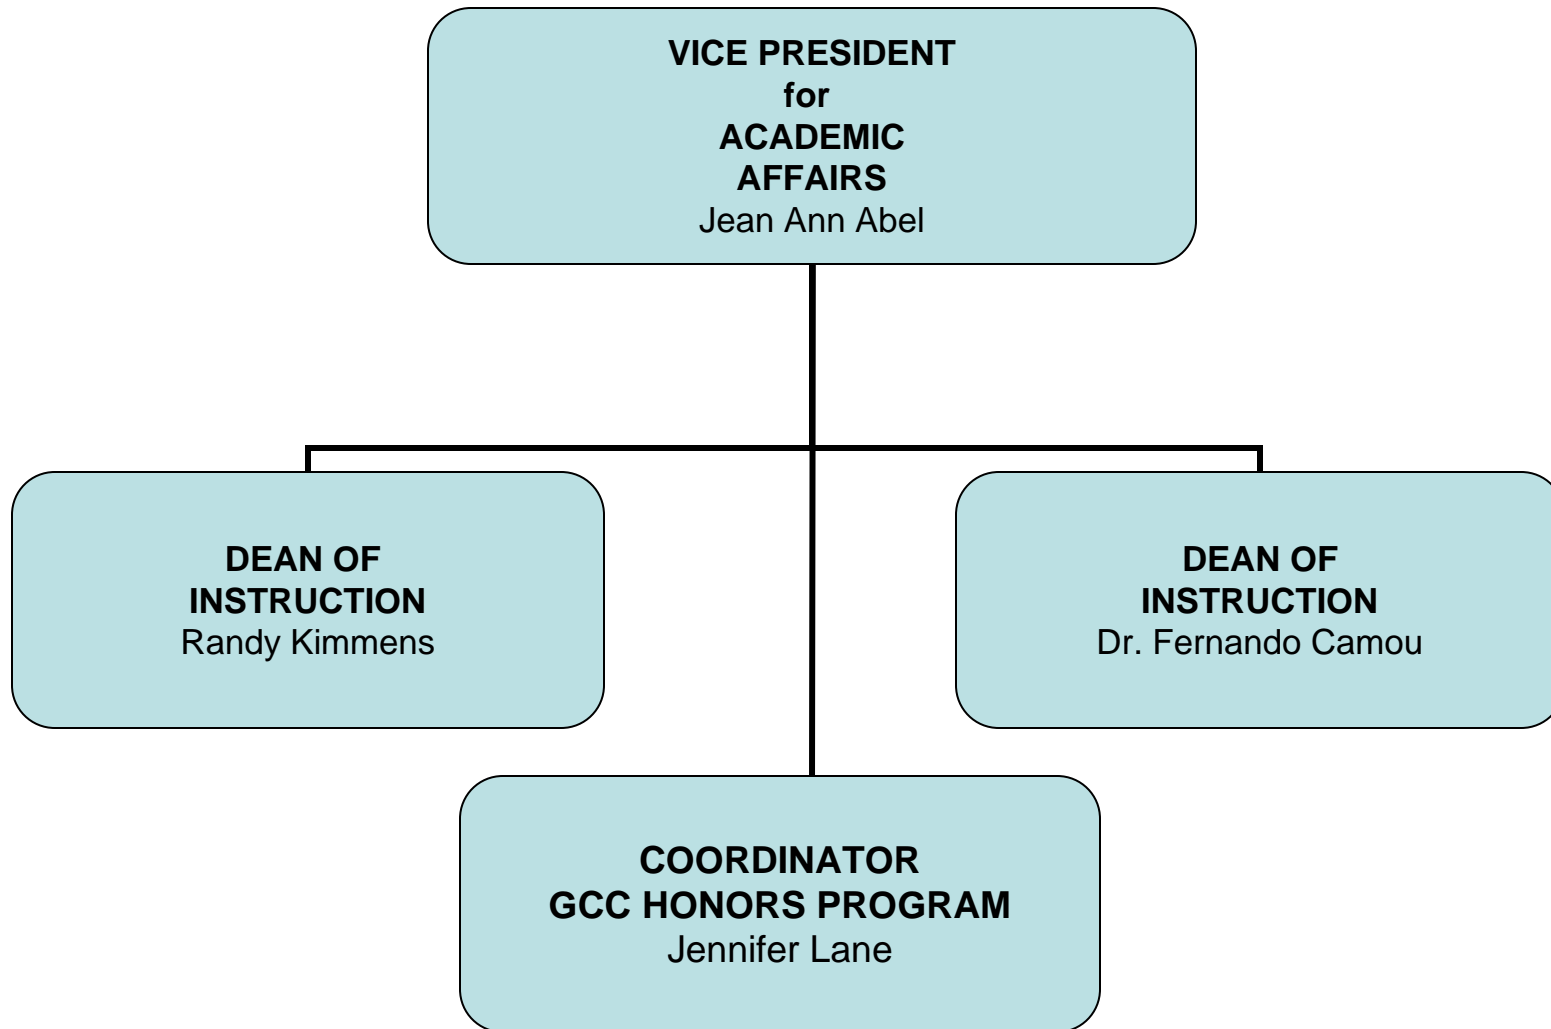 VICE PRESIDENT
for
ACADEMIC
AFFAIRS
Jean Ann Abel
DEAN OF
INSTRUCTION
Randy Kimmens
DEAN OF
INSTRUCTION
Dr. Fernando Camou
COORDINATOR
GCC HONORS PROGRAM
Jennifer Lane